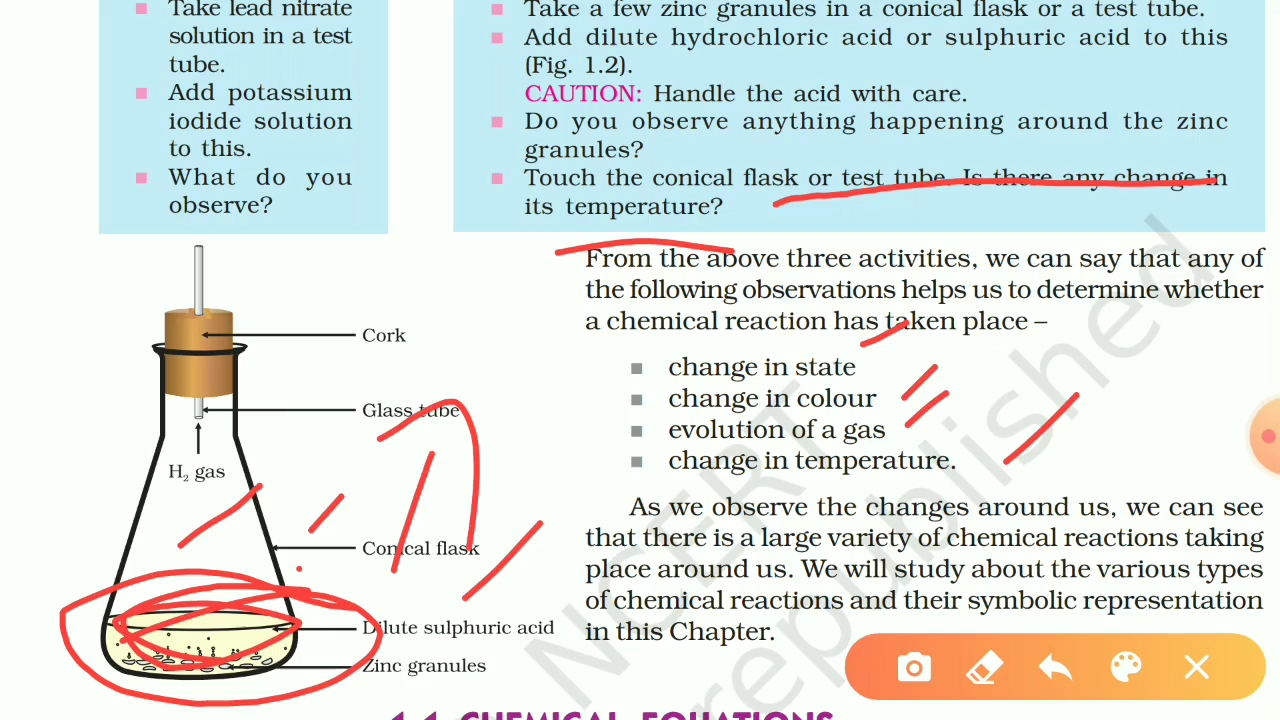 Take lead nitrate
solution in a test
tube.
Add potassium
iodide solution
to this.
What do you
observe?
Take a few zinc granules in a conical flask or a test tube.
Add dilute hydrochloric acid or sulphuric acid to this
(Fig. 1.2).
CAUTION: Handle the acid with care.
Do you observe anything happening around the zinc
granules?
Touch the conical flask or test tube. Is there any change in
its temperature?
Cork
Glass tube
H₂ gas
Conical flask
Dilute sulphuric acid
Zinc granules
From the above three activities, we can say that any of
the following observations helps us to determine whether
a chemical reaction has taken place –
change in state
change in colour
evolution of a gas
change in temperature.
As we observe the changes around us, we can see
that there is a large variety of chemical reactions taking
place around us. We will study about the various types
of chemical reactions and their symbolic representation
in this Chapter.
NCERT
republished
1.1 CHEMICAL EQUATIONS